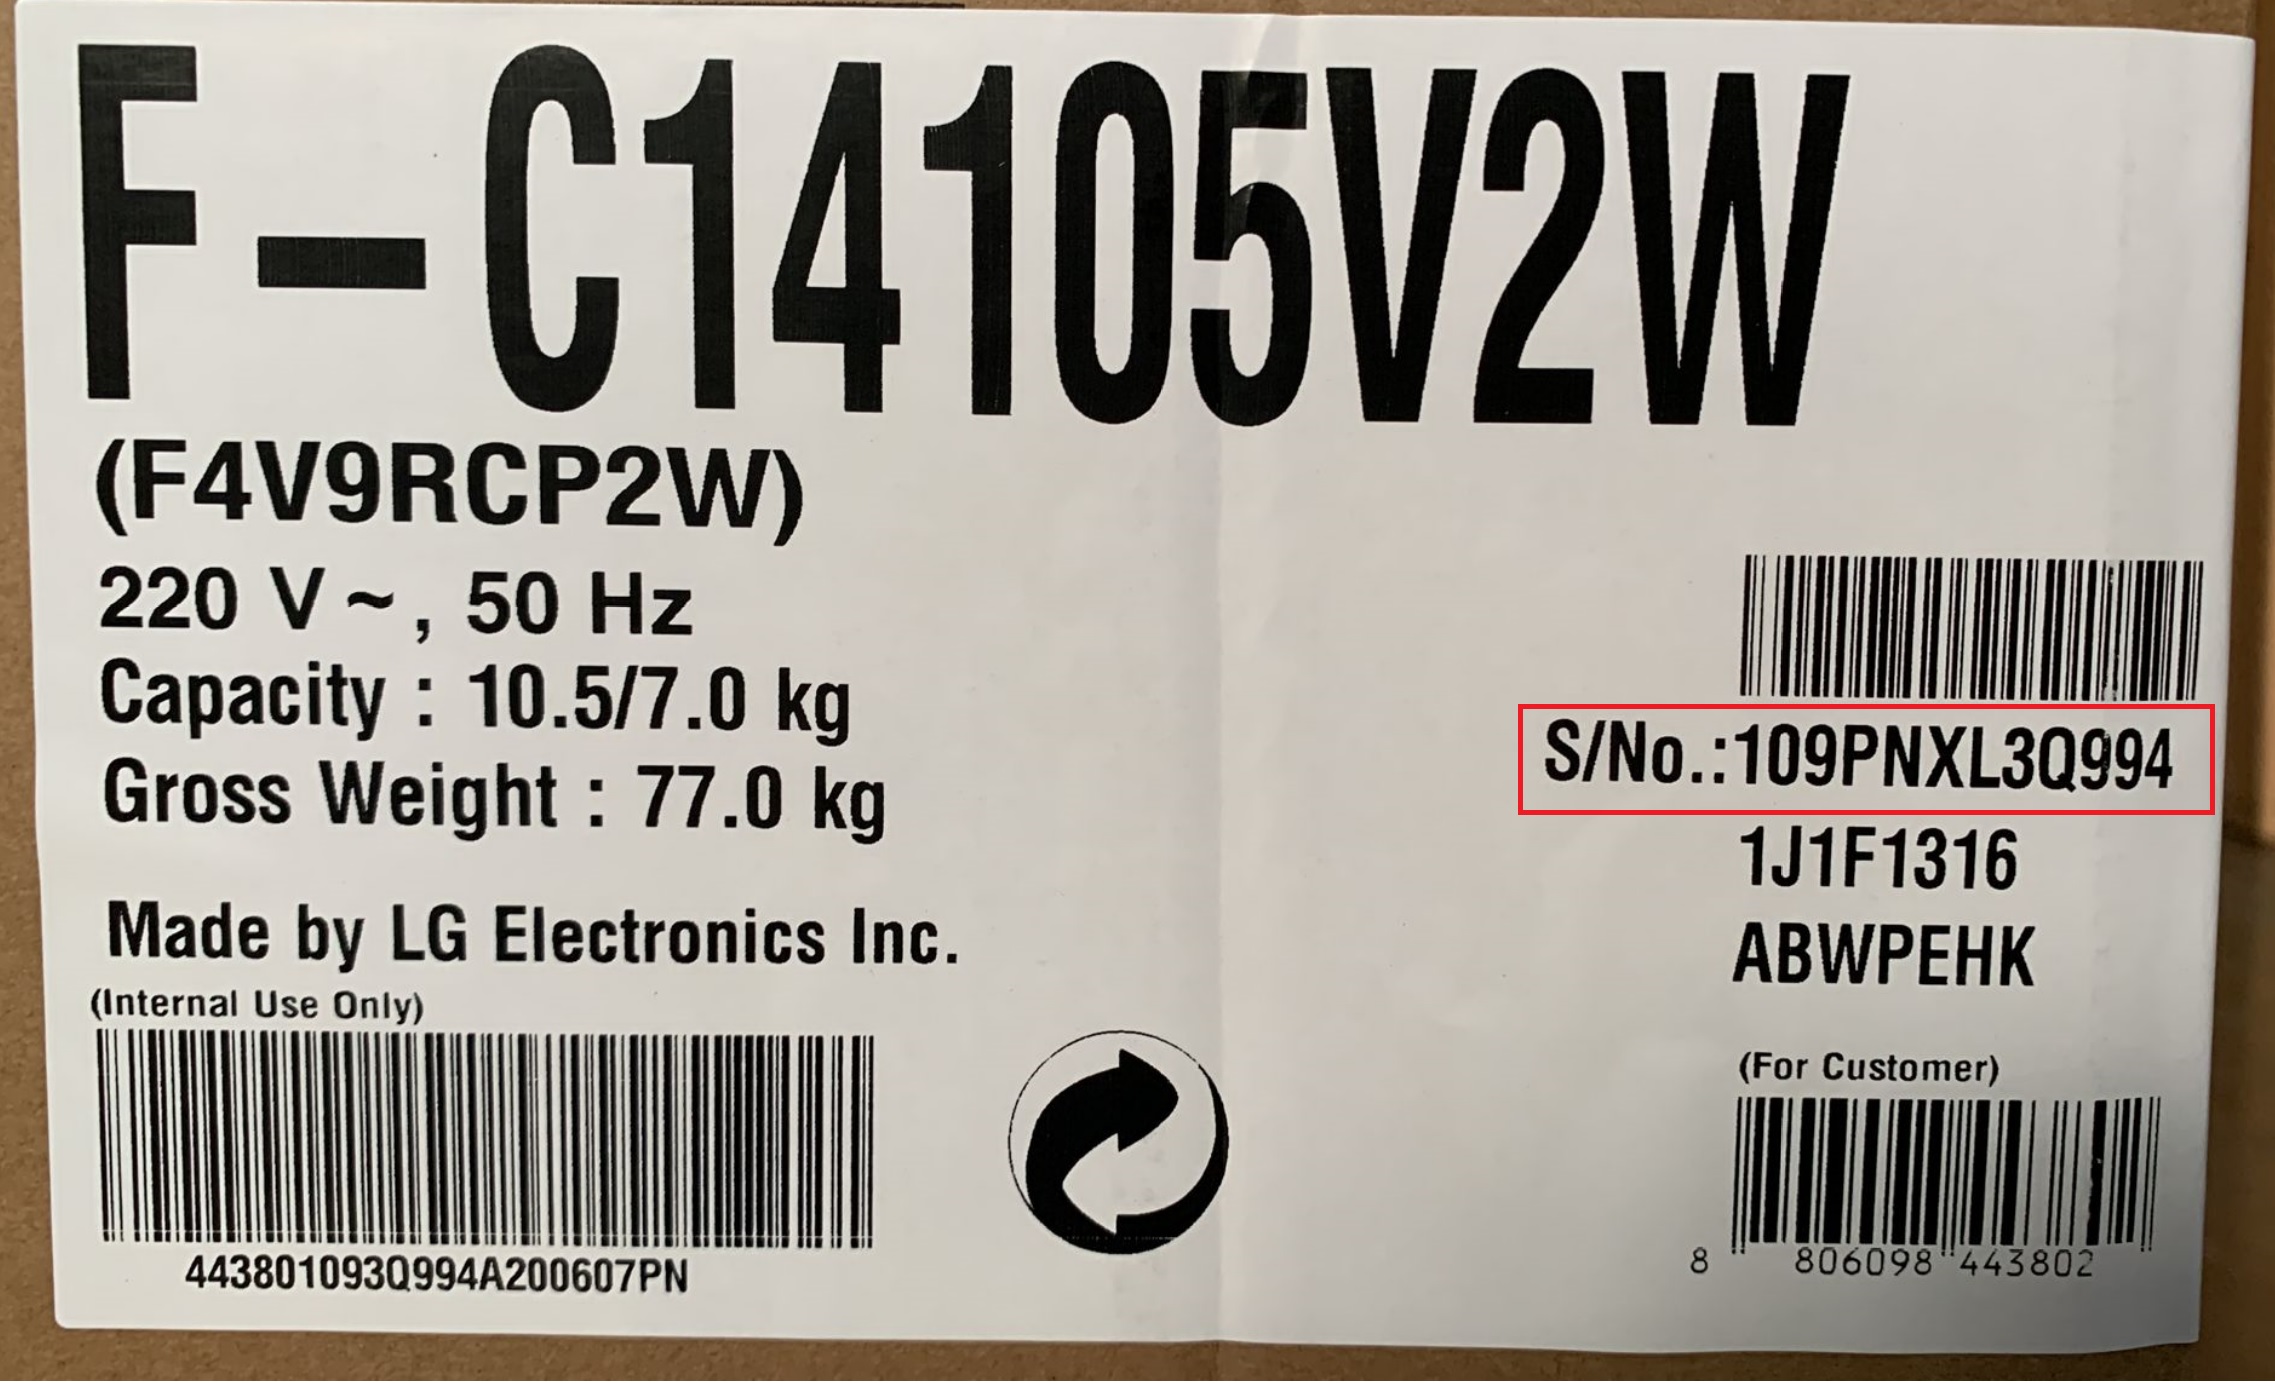 F-C14105V2W
(F4V9RCP2W)
220 V ~, 50 Hz
Capacity : 10.5/7.0 kg
Gross Weight : 77.0 kg
Made by LG Electronics Inc.
(Internal Use Only)
443801093Q994A200607PN
S/No.:109PNXL3Q994
1J1F1316
ABWPEHK
(For Customer)
8 806098 443802